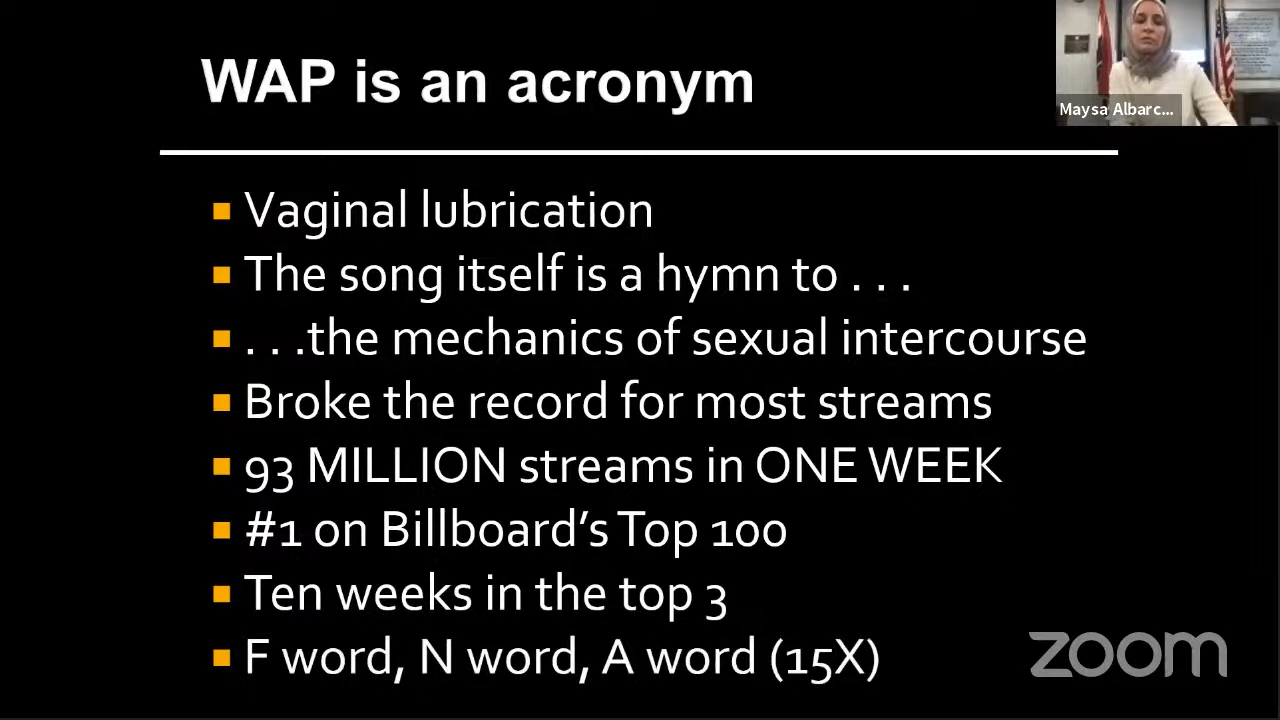 WAP is an acronym
Maysa Albarc...
Vaginal lubrication
The song itself is a hymn to . . .
. . .the mechanics of sexual intercourse
Broke the record for most streams
93 MILLION streams in ONE WEEK
#1 on Billboard’s Top 100
Ten weeks in the top 3
F word, N word, A word (15X)
zoom